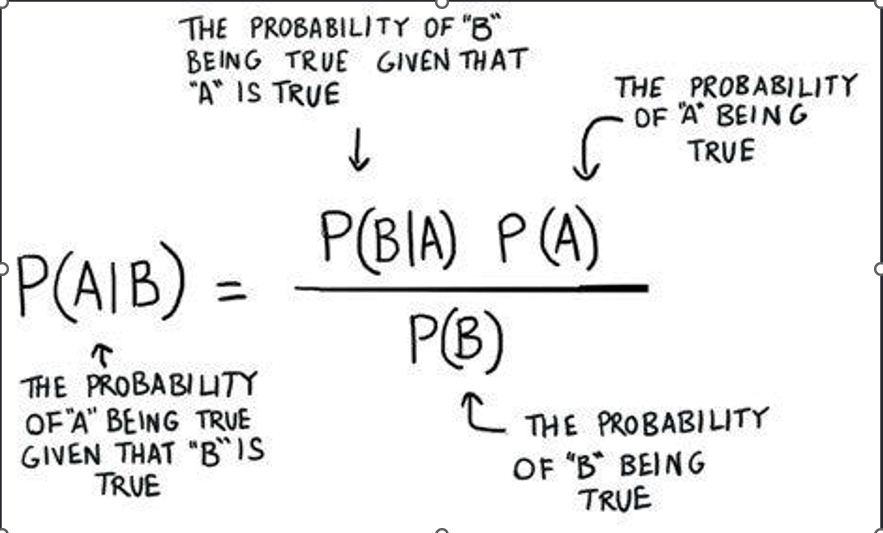 THE PROBABILITY OF "B"
BEING TRUE GIVEN THAT
"A" IS TRUE
THE PROBABILITY
OF "A" BEING
TRUE
P(A|B) =
P(B|A) P(A)
P(B)
THE PROBABILITY
OF "A" BEING TRUE
GIVEN THAT "B" IS
TRUE
THE PROBABILITY
OF "B" BEING
TRUE